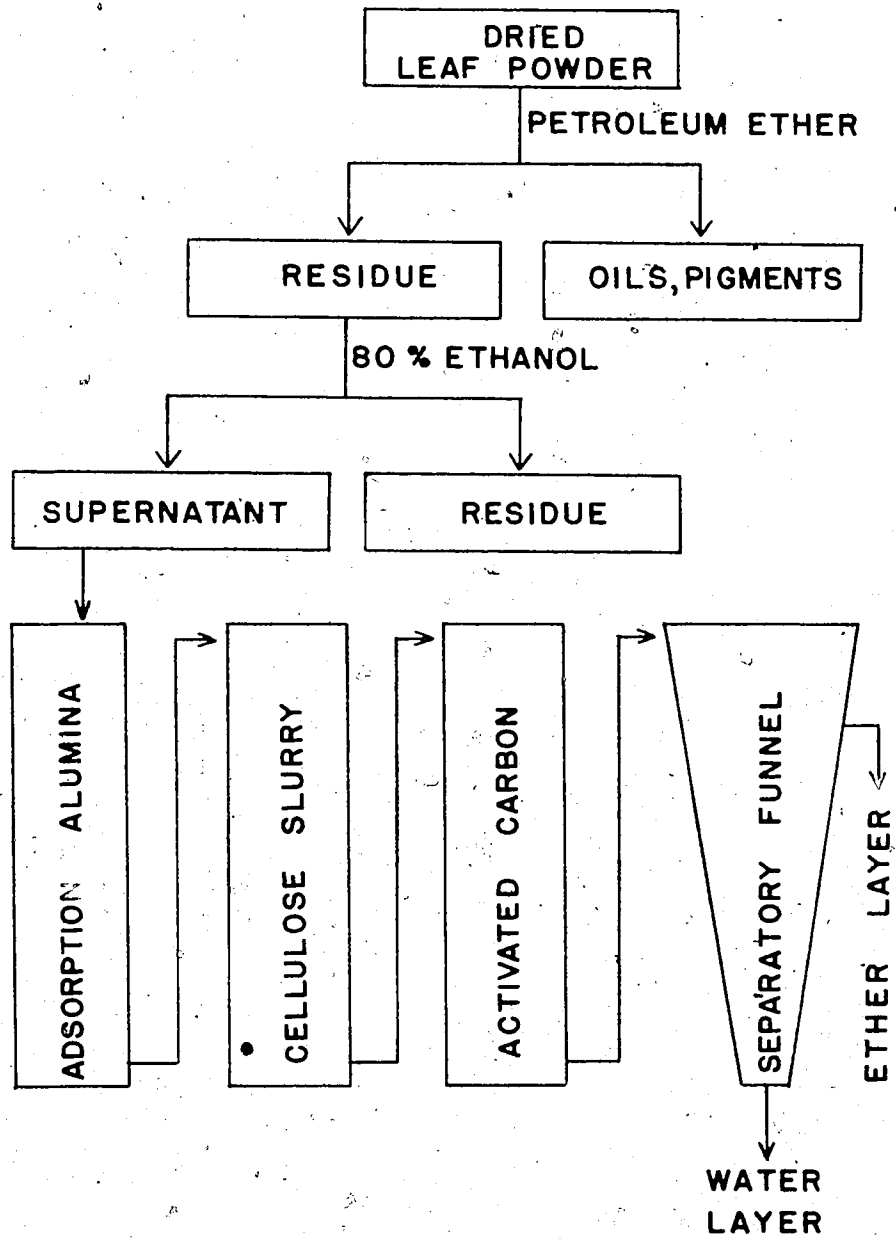 DRIED
LEAF POWDER
PETROLEUM ETHER
RESIDUE
OILS, PIGMENTS
80 % ETHANOL
SUPERNATANT
RESIDUE
ADSORPTION ALUMINA
CELLULOSE SLURRY
ACTIVATED CARBON
SEPARATORY FUNNEL
ETHER LAYER
WATER
LAYER